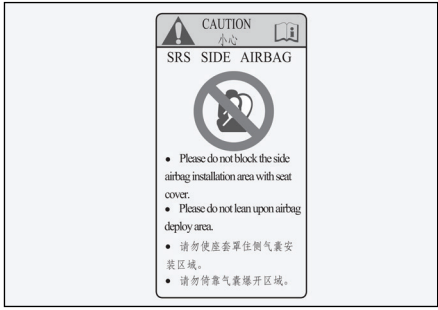 CAUTION
小心
SRS SIDE AIRBAG
• Please do not block the side
airbag installation area with seat
cover.
• Please do not lean upon airbag
deploy area.
• 请勿使座套罩住侧气囊安
装区域。
• 请勿倚靠气囊爆开区域。